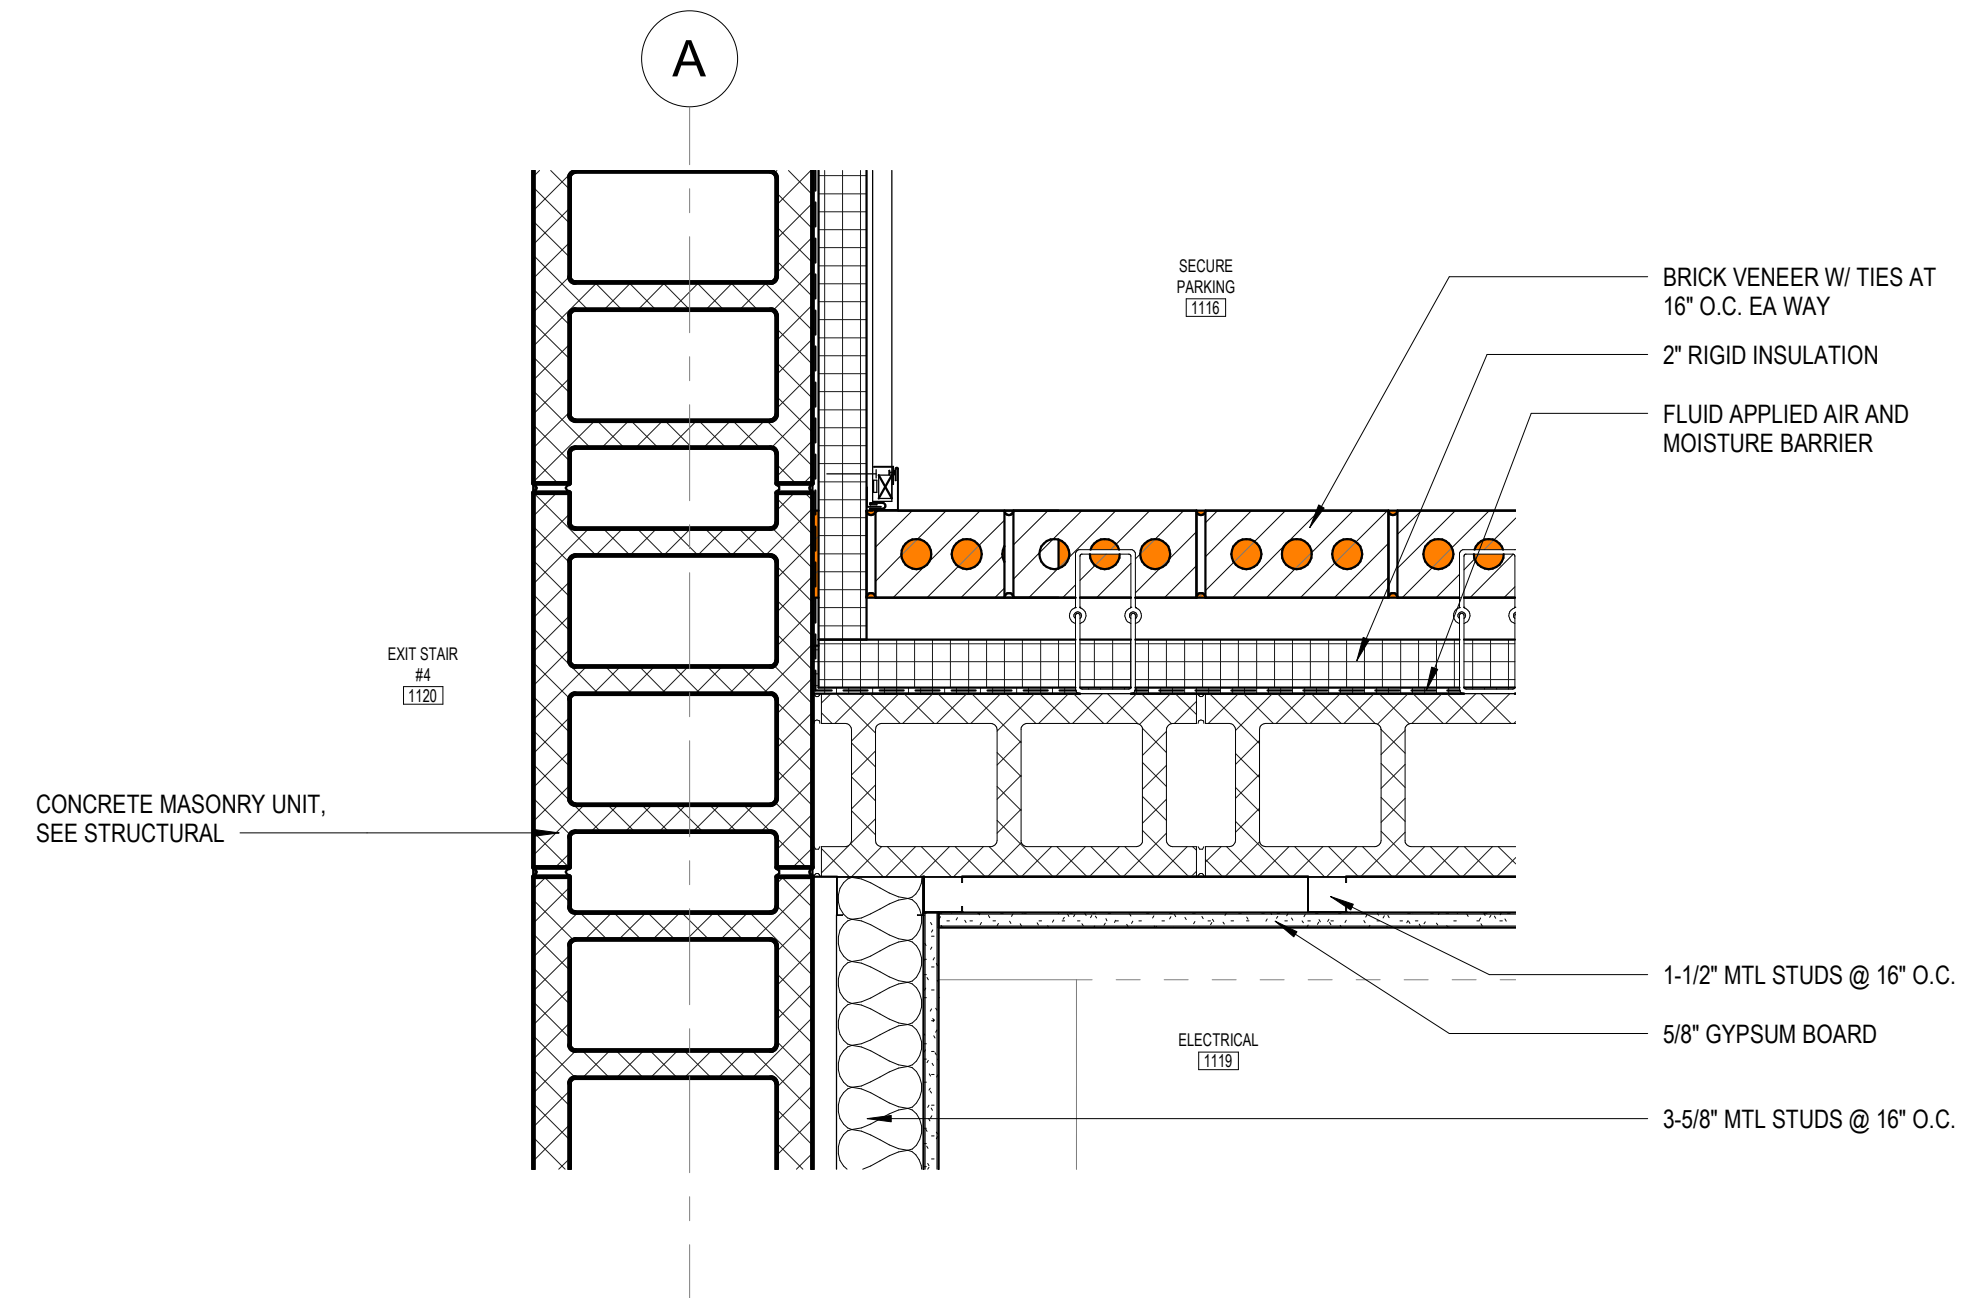 A
SECURE
PARKING
1116
BRICK VENEER W/ TIES AT
16" O.C. EA WAY
2" RIGID INSULATION
FLUID APPLIED AIR AND
MOISTURE BARRIER
EXIT STAIR
#4
1120
CONCRETE MASONRY UNIT,
SEE STRUCTURAL
1-1/2" MTL STUDS @ 16" O.C.
5/8" GYPSUM BOARD
ELECTRICAL
1119
3-5/8" MTL STUDS @ 16" O.C.